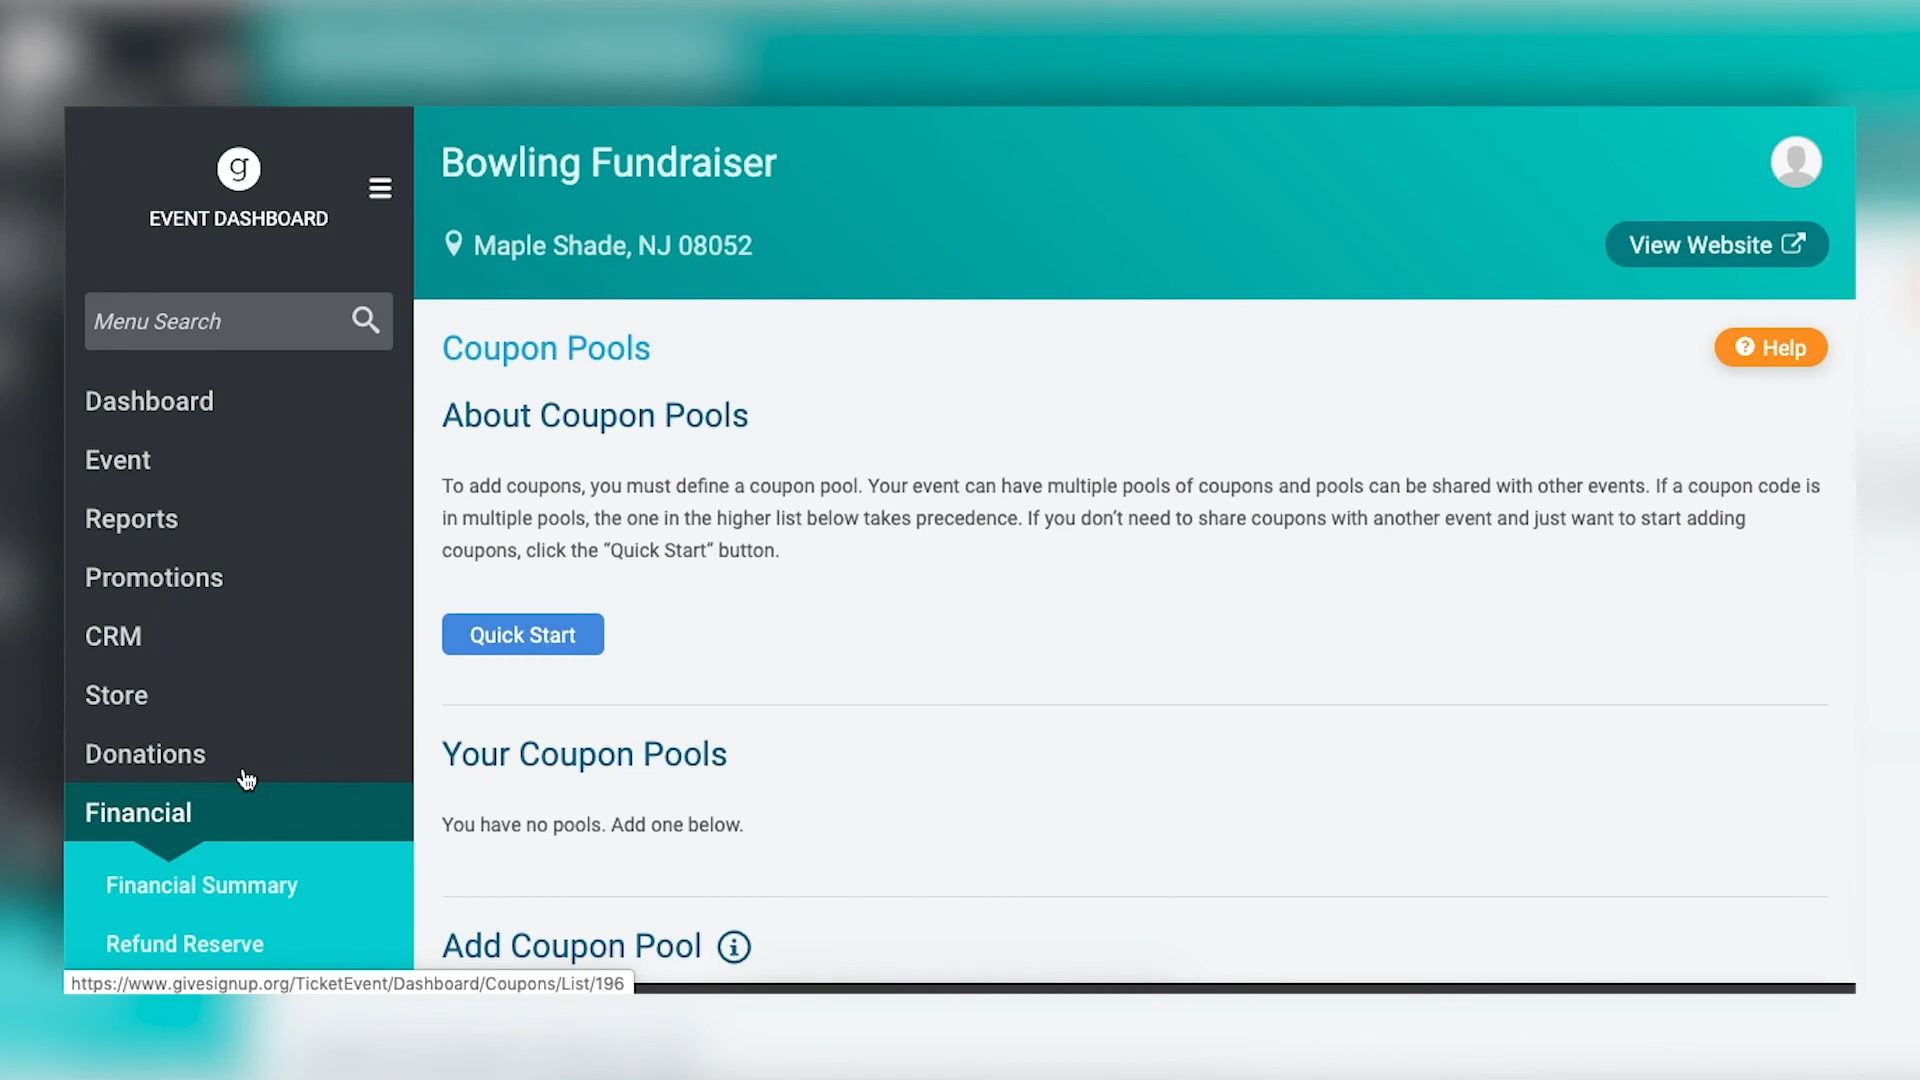 g
EVENT DASHBOARD
Menu Search
Dashboard
Event
Reports
Promotions
CRM
Store
Donations
Financial
Financial Summary
Refund Reserve
https://www.givesignup.org/TicketEvent/Dashboard/Coupons/List/196
Bowling Fundraiser
Maple Shade, NJ 08052
View Website
Coupon Pools
Help
About Coupon Pools
To add coupons, you must define a coupon pool. Your event can have multiple pools of coupons and pools can be shared with other events. If a coupon code is
in multiple pools, the one in the higher list below takes precedence. If you don’t need to share coupons with another event and just want to start adding
coupons, click the “Quick Start” button.
Quick Start
Your Coupon Pools
You have no pools. Add one below.
Add Coupon Pool